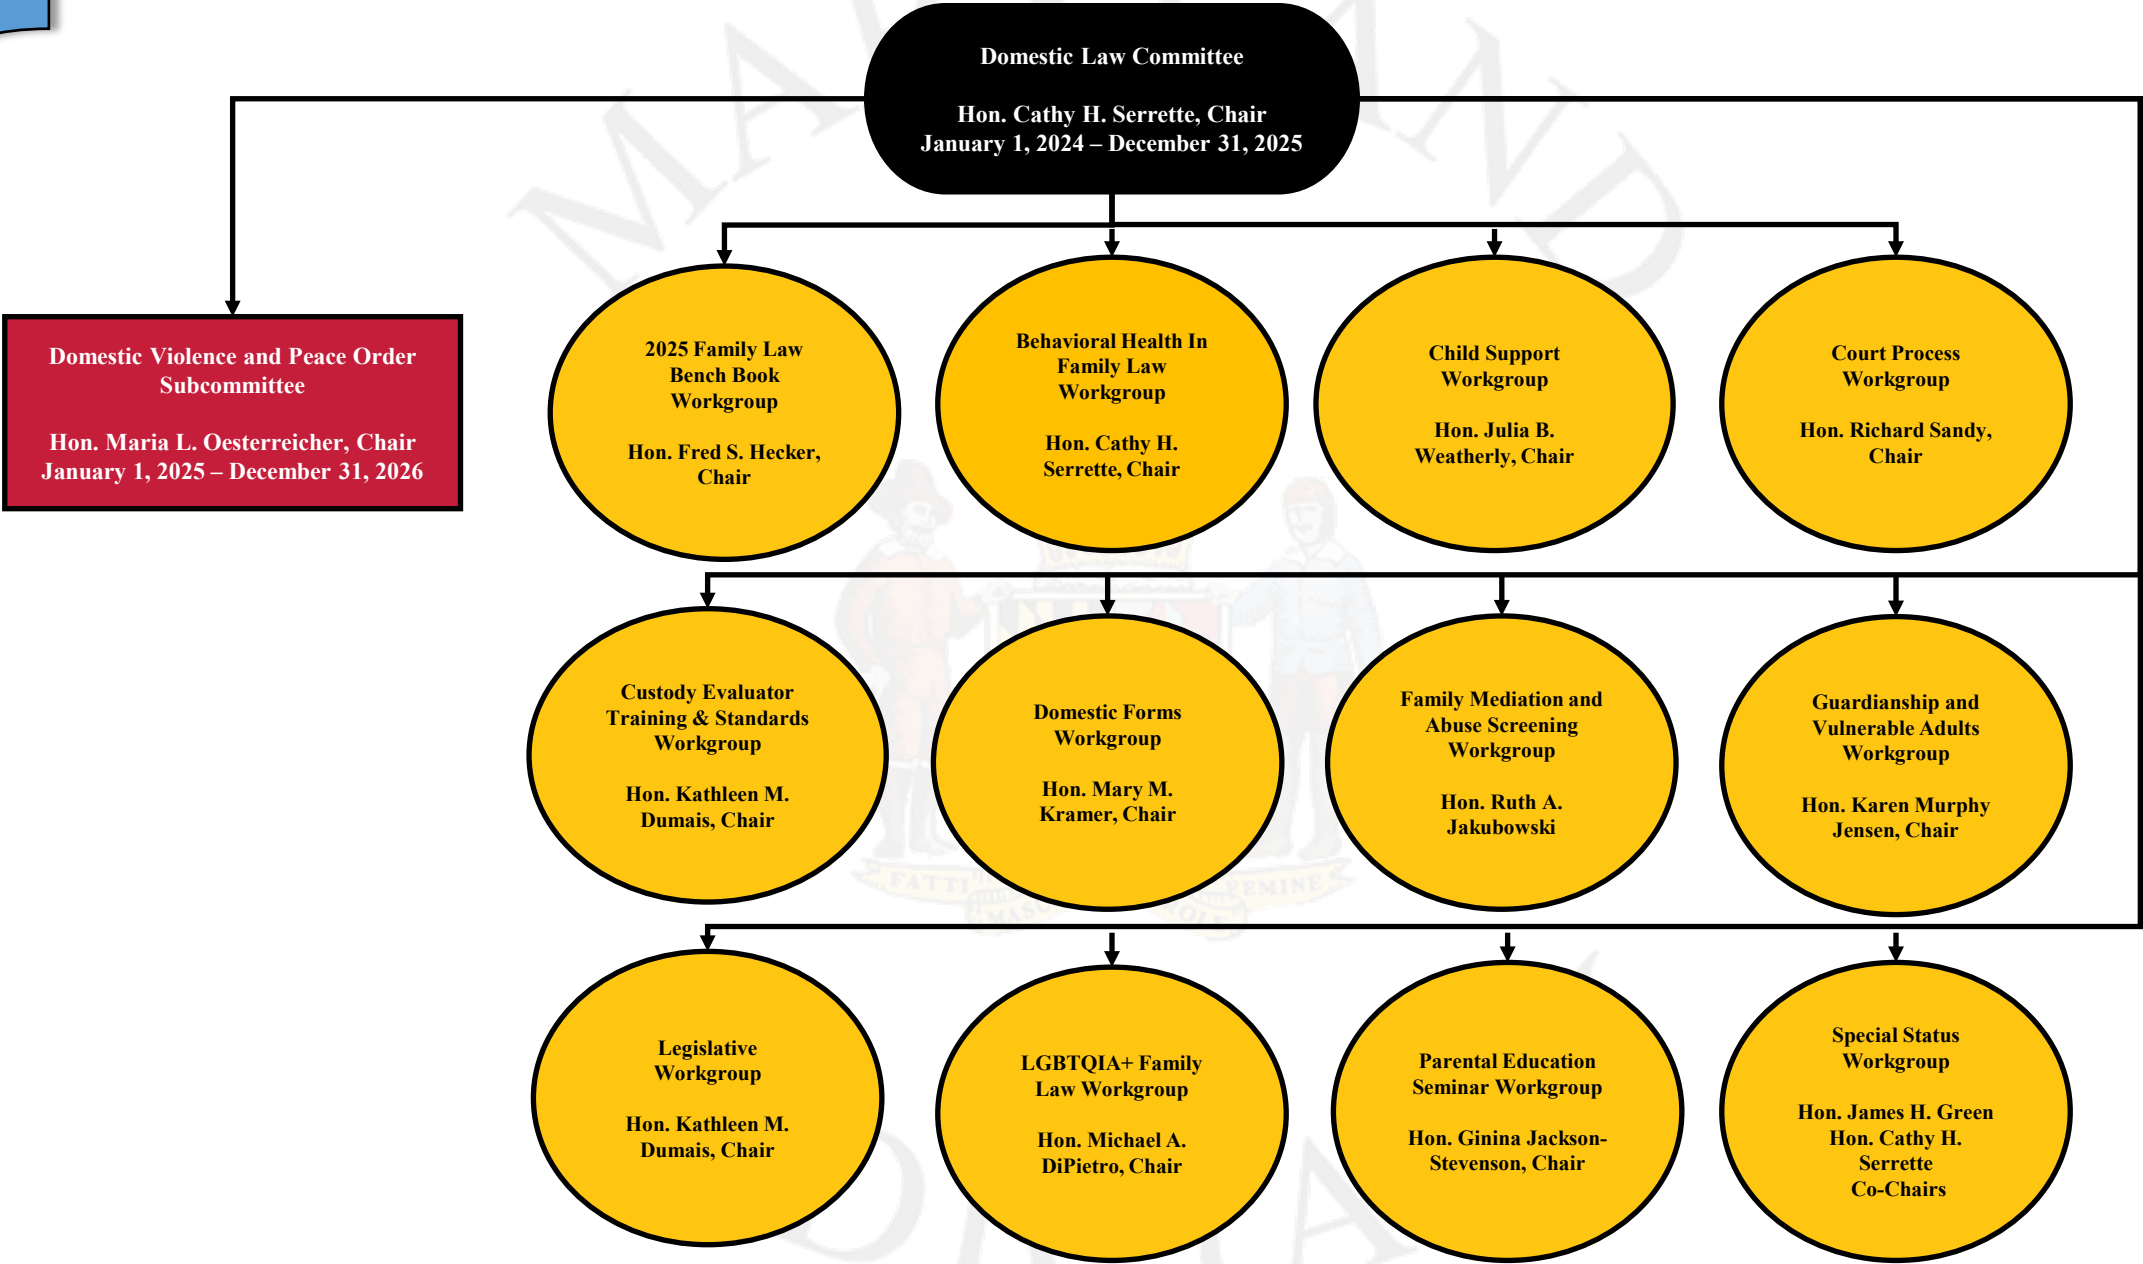 Domestic Law Committee
Hon. Cathy H. Serrette, Chair
January 1, 2024 – December 31, 2025
Domestic Violence and Peace Order
Subcommittee
Hon. Maria L. Oesterreicher, Chair
January 1, 2025 – December 31, 2026
2025 Family Law
Bench Book
Workgroup
Hon. Fred S. Hecker,
Chair
Behavioral Health In
Family Law
Workgroup
Hon. Cathy H.
Serrette, Chair
Child Support
Workgroup
Hon. Julia B.
Weatherly, Chair
Court Process
Workgroup
Hon. Richard Sandy,
Chair
Custody Evaluator
Training & Standards
Workgroup
Hon. Kathleen M.
Dumais, Chair
Domestic Forms
Workgroup
Hon. Mary M.
Kramer, Chair
Family Mediation and
Abuse Screening
Workgroup
Hon. Ruth A.
Jakubowski
Guardianship and
Vulnerable Adults
Workgroup
Hon. Karen Murphy
Jensen, Chair
Legislative
Workgroup
Hon. Kathleen M.
Dumais, Chair
LGBTQIA+ Family
Law Workgroup
Hon. Michael A.
DiPietro, Chair
Parental Education
Seminar Workgroup
Hon. Ginina Jackson-
Stevenson, Chair
Special Status
Workgroup
Hon. James H. Green
Hon. Cathy H.
Serrette
Co-Chairs
FATTI